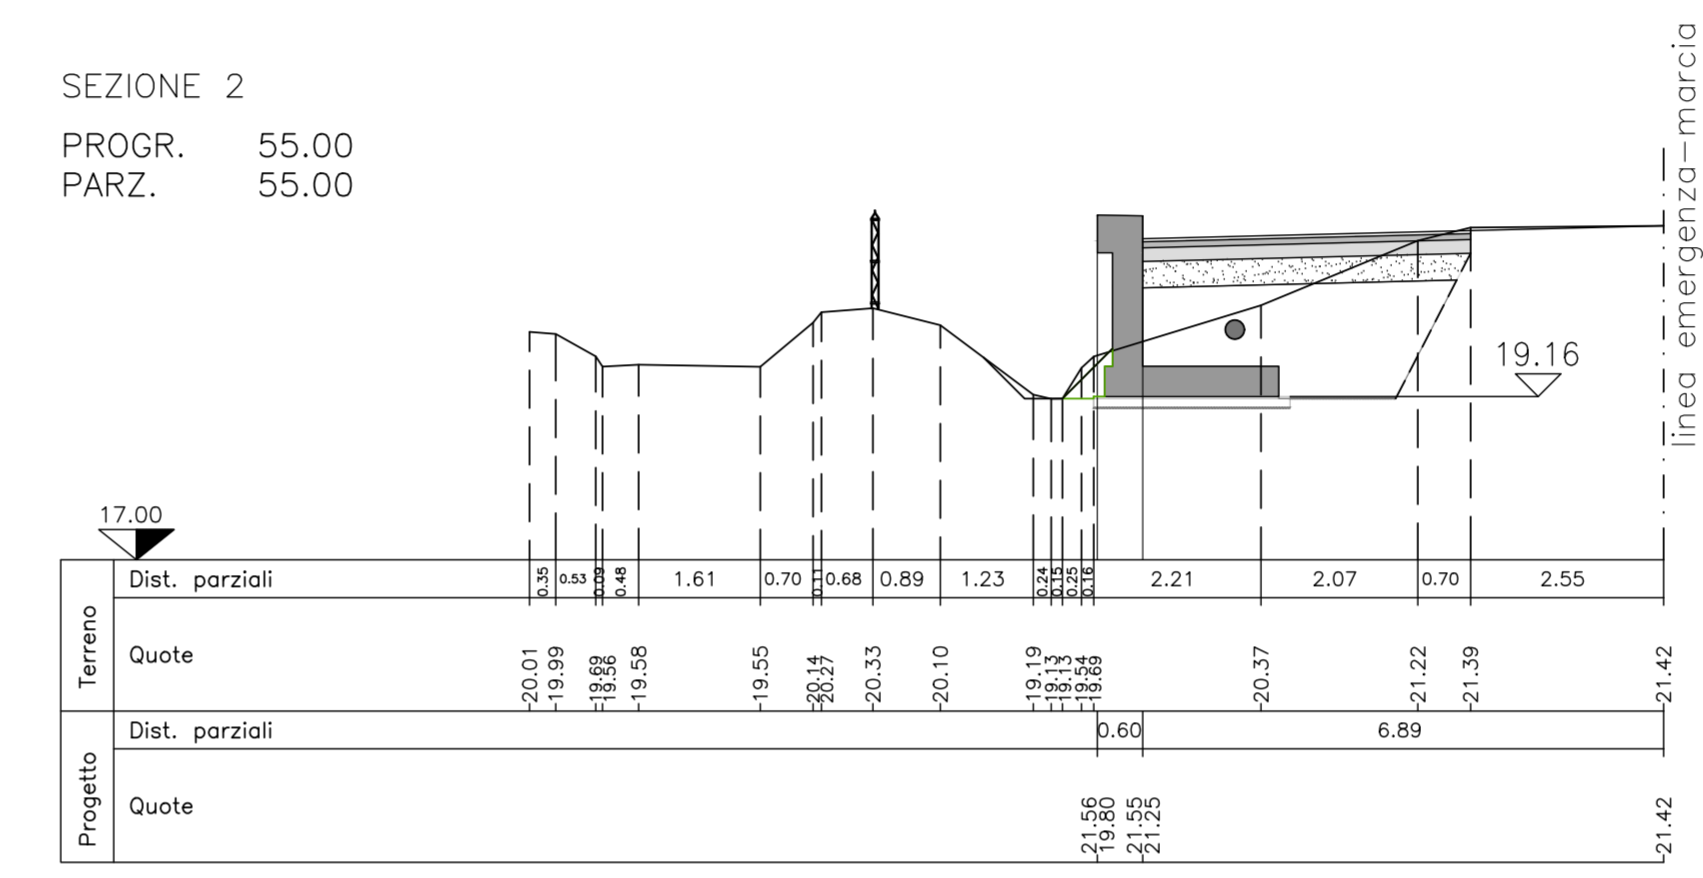 SEZIONE 2
PROGR. 55.00
PARZ. 55.00
linea emergenza-marcia
19.16
17.00
Terreno
Dist. parziali 0.35 0.53 0.09 0.48 1.61 0.70 0.11 0.68 0.89 1.23 0.24 0.15 0.25 0.16 2.21 2.07 0.70 2.55
Quote 20.01 19.99 19.69 19.56 19.58 19.55 20.14 20.27 20.33 20.10 19.19 19.13 19.13 19.54 19.69 20.37 21.22 21.39 21.42
Progetto
Dist. parziali 0.60 6.89
Quote 21.56 19.80 21.55 21.25 21.42